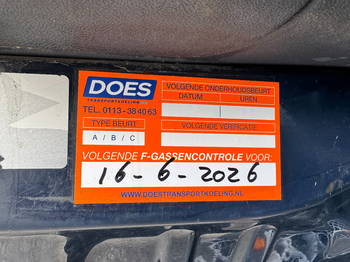 DOES
TRANSPORTKOELING
TEL. 0113-384063
VOLGENDE ONDERHOUDSBEURT
DATUM UREN
TYPE BEURT
A / B / C
VOLGENDE VERIFICATIE
VOLGENDE F-GASSENCONTROLE VOOR:
16-6-2026
WWW.DOESTRANSPORTKOELING.NL